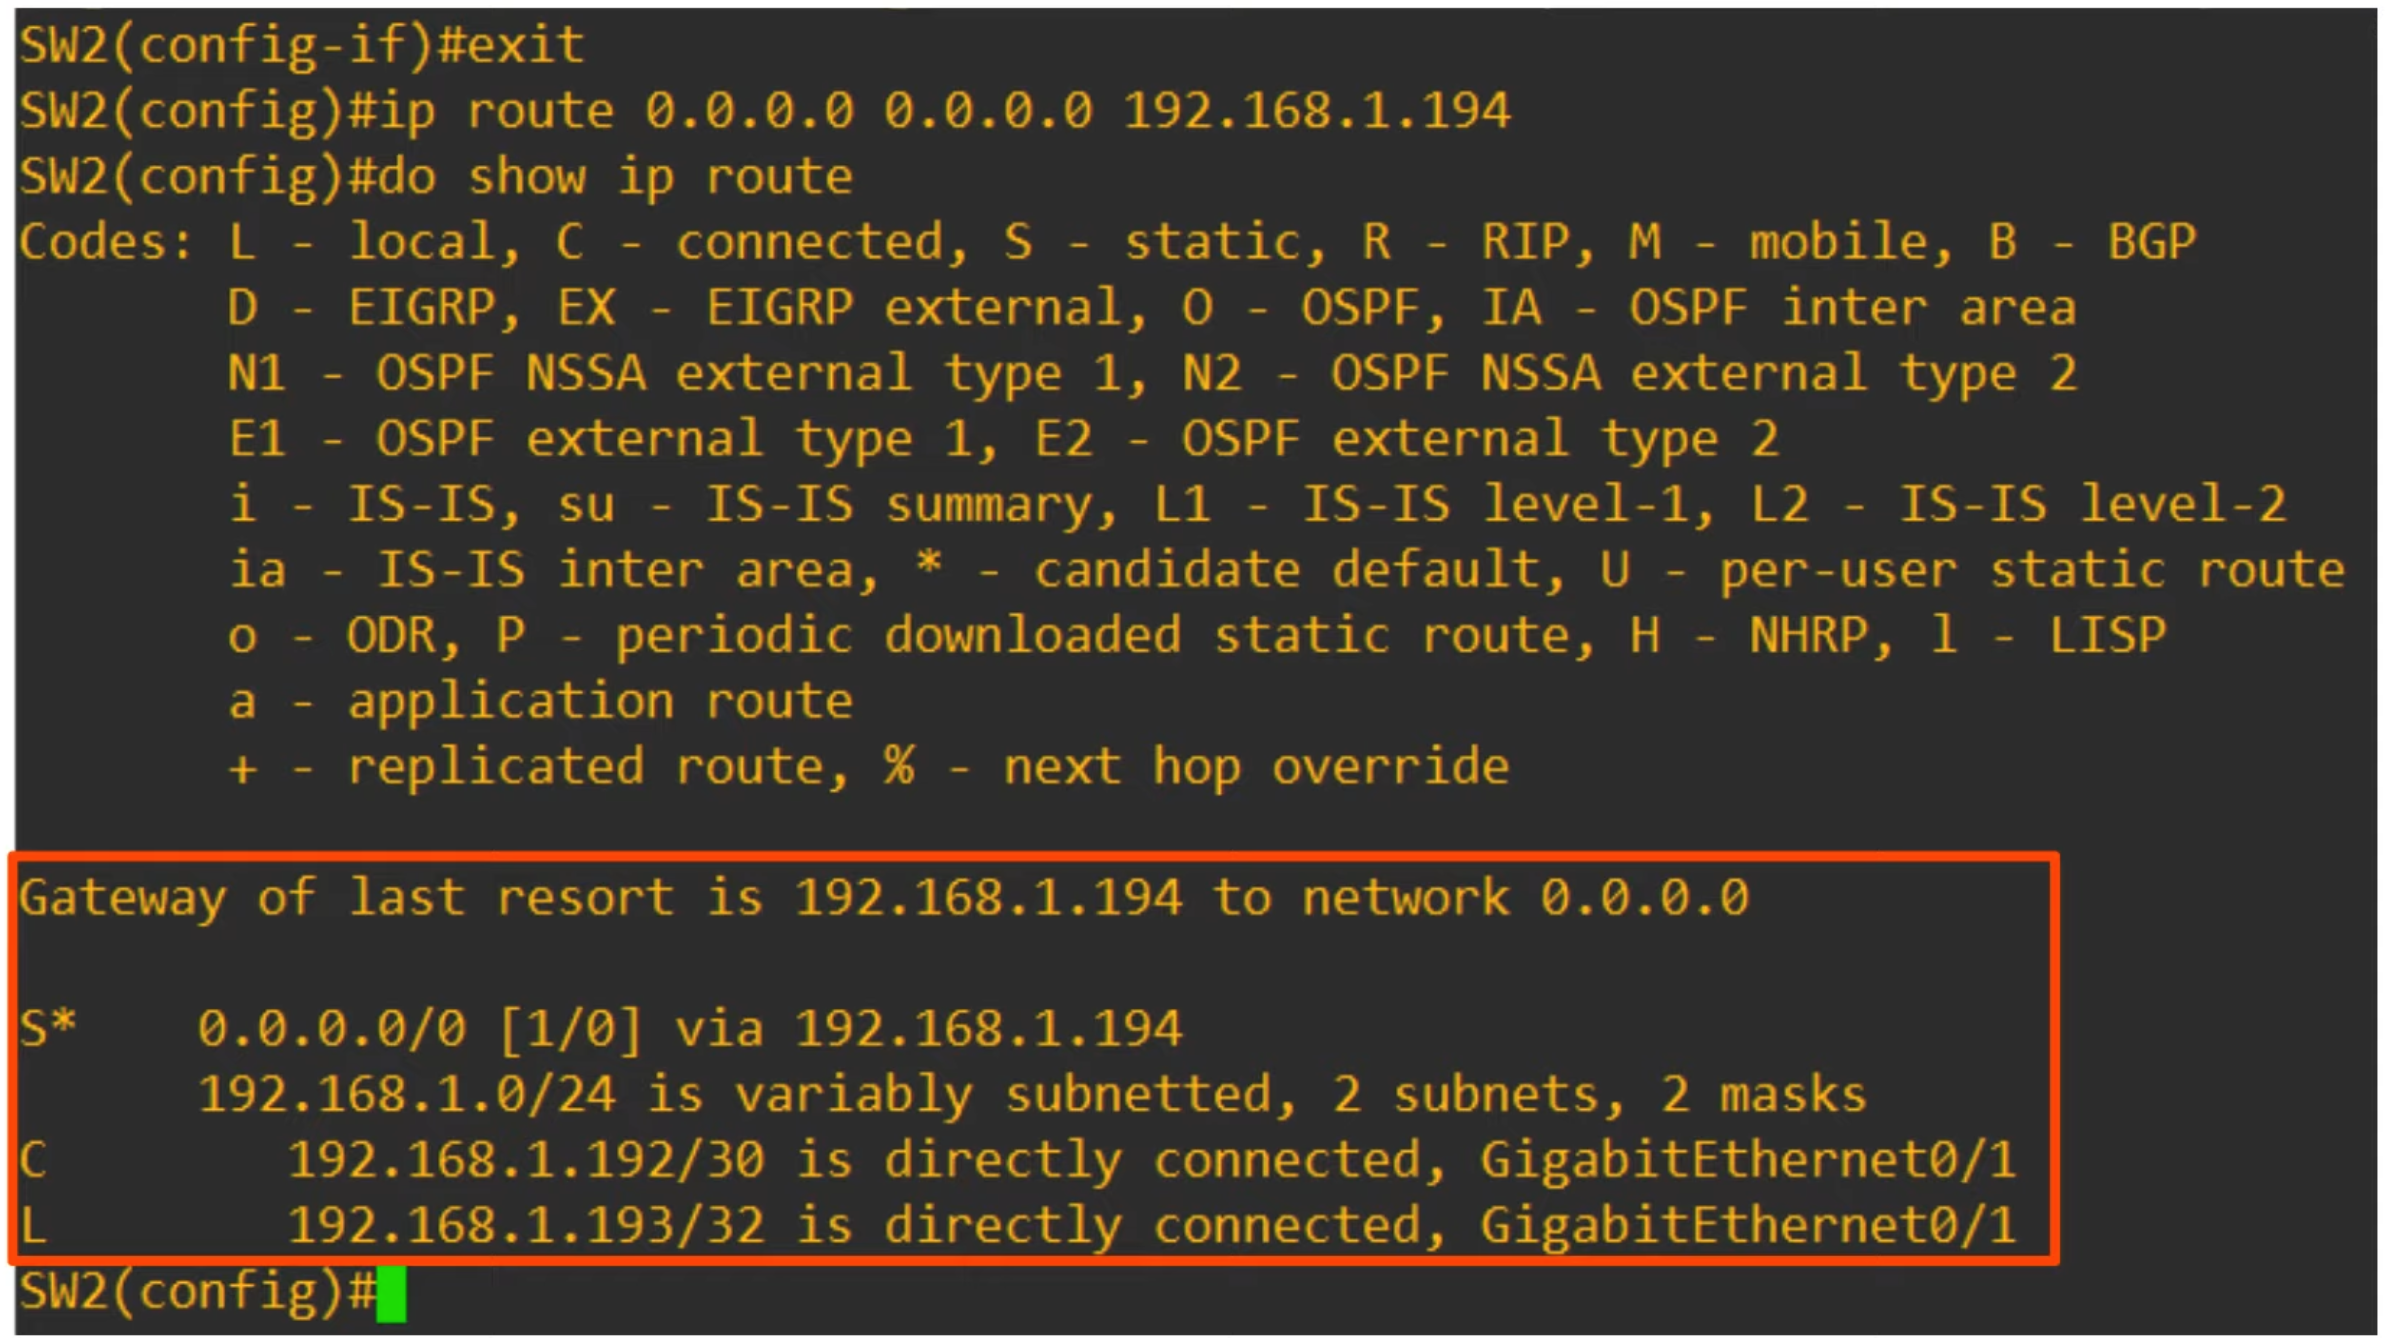 SW2(config-if)#exit
SW2(config)#ip route 0.0.0.0 0.0.0.0 192.168.1.194
SW2(config)#do show ip route
Codes: L - local, C - connected, S - static, R - RIP, M - mobile, B - BGP
       D - EIGRP, EX - EIGRP external, O - OSPF, IA - OSPF inter area
       N1 - OSPF NSSA external type 1, N2 - OSPF NSSA external type 2
       E1 - OSPF external type 1, E2 - OSPF external type 2
       i - IS-IS, su - IS-IS summary, L1 - IS-IS level-1, L2 - IS-IS level-2
       ia - IS-IS inter area, * - candidate default, U - per-user static route
       o - ODR, P - periodic downloaded static route, H - NHRP, l - LISP
       a - application route
       + - replicated route, % - next hop override
Gateway of last resort is 192.168.1.194 to network 0.0.0.0
S*    0.0.0.0/0 [1/0] via 192.168.1.194
      192.168.1.0/24 is variably subnetted, 2 subnets, 2 masks
C        192.168.1.192/30 is directly connected, GigabitEthernet0/1
L        192.168.1.193/32 is directly connected, GigabitEthernet0/1
SW2(config)#